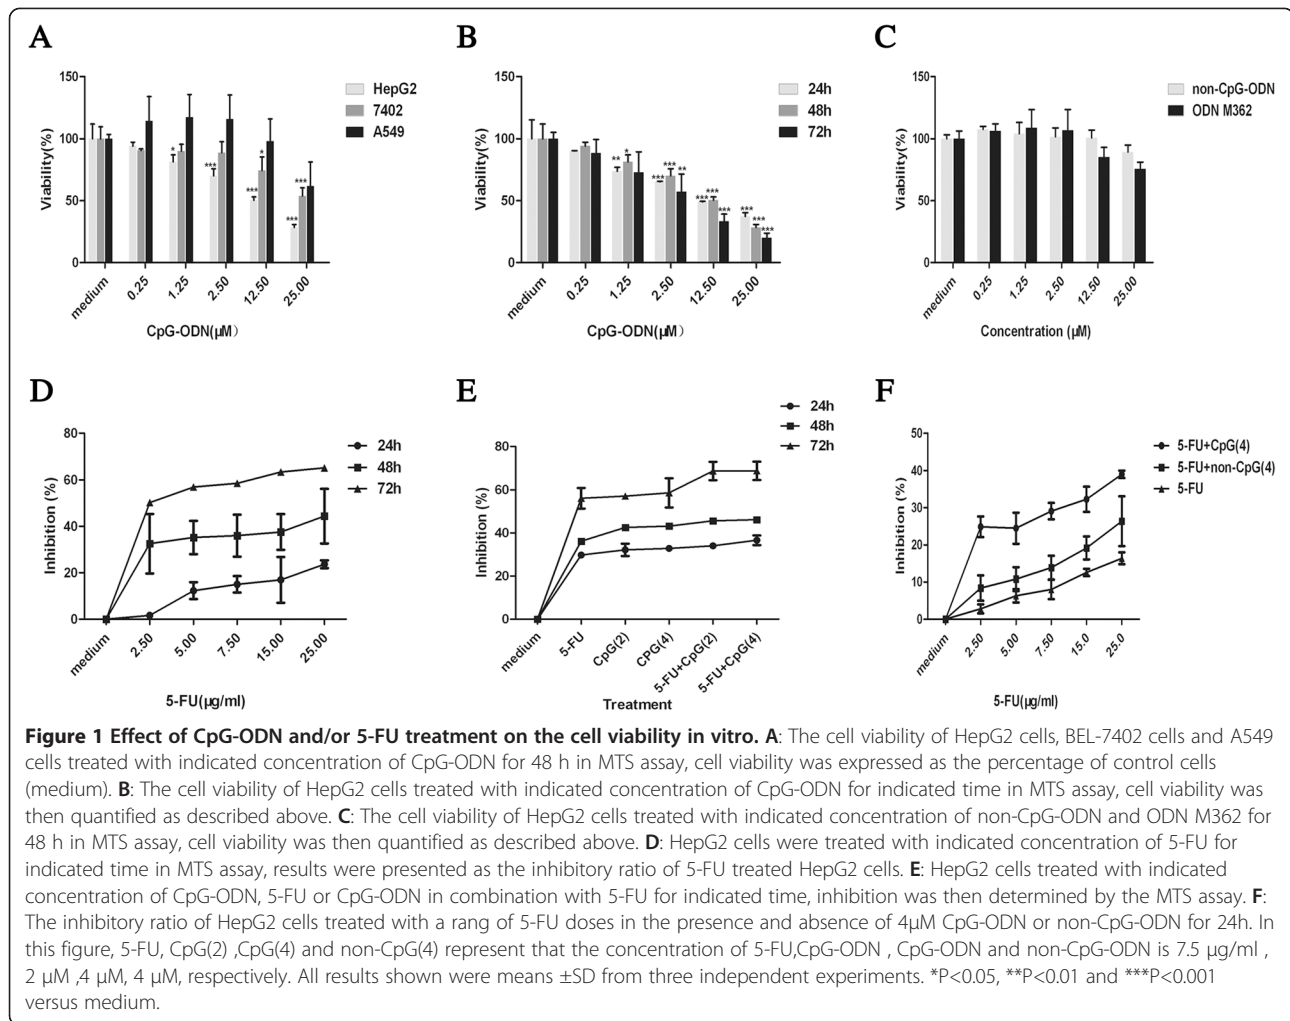 A
B
C
150
100
50
0
Viability(%)
HepG2
7402
A549
*
***
***
*
***
***
medium
0.25
1.25
2.50
12.50
25.00
CpG-ODN(μM）
150
100
50
0
Viability(%)
24h
48h
72h
**
*
***
**
***
***
***
***
***
***
medium
0.25
1.25
2.50
12.50
25.00
CpG-ODN(μM）
150
100
50
0
Viability(%)
non-CpG-ODN
ODN M362
medium
0.25
1.25
2.50
12.50
25.00
Concentration (μM)
D
E
F
80
60
40
20
0
Inhibition (%)
24h
48h
72h
medium
2.50
5.00
7.50
15.00
25.00
5-FU(μg/ml)
80
60
40
20
0
Inhibition (%)
24h
48h
72h
medium
5-FU
CpG(2)
CPG(4)
5-FU+CpG(2)
5-FU+CpG(4)
Treatment
50
40
30
20
10
0
Inhibition (%)
5-FU+CpG(4)
5-FU+non-CpG(4)
5-FU
medium
2.50
5.00
7.50
15.0
25.0
5-FU(μg/ml)
Figure 1 Effect of CpG-ODN and/or 5-FU treatment on the cell viability in vitro. A: The cell viability of HepG2 cells, BEL-7402 cells and A549
cells treated with indicated concentration of CpG-ODN for 48 h in MTS assay, cell viability was expressed as the percentage of control cells
(medium). B: The cell viability of HepG2 cells treated with indicated concentration of CpG-ODN for indicated time in MTS assay, cell viability was
then quantified as described above. C: The cell viability of HepG2 cells treated with indicated concentration of non-CpG-ODN and ODN M362 for
48 h in MTS assay, cell viability was then quantified as described above. D: HepG2 cells were treated with indicated concentration of 5-FU for
indicated time in MTS assay, results were presented as the inhibitory ratio of 5-FU treated HepG2 cells. E: HepG2 cells treated with indicated
concentration of CpG-ODN, 5-FU or CpG-ODN in combination with 5-FU for indicated time, inhibition was then determined by the MTS assay. F:
The inhibitory ratio of HepG2 cells treated with a rang of 5-FU doses in the presence and absence of 4μM CpG-ODN or non-CpG-ODN for 24h. In
this figure, 5-FU, CpG(2) ,CpG(4) and non-CpG(4) represent that the concentration of 5-FU,CpG-ODN , CpG-ODN and non-CpG-ODN is 7.5 μg/ml ,
2 μM ,4 μM, 4 μM, respectively. All results shown were means ±SD from three independent experiments. *P<0.05, **P<0.01 and ***P<0.001
versus medium.